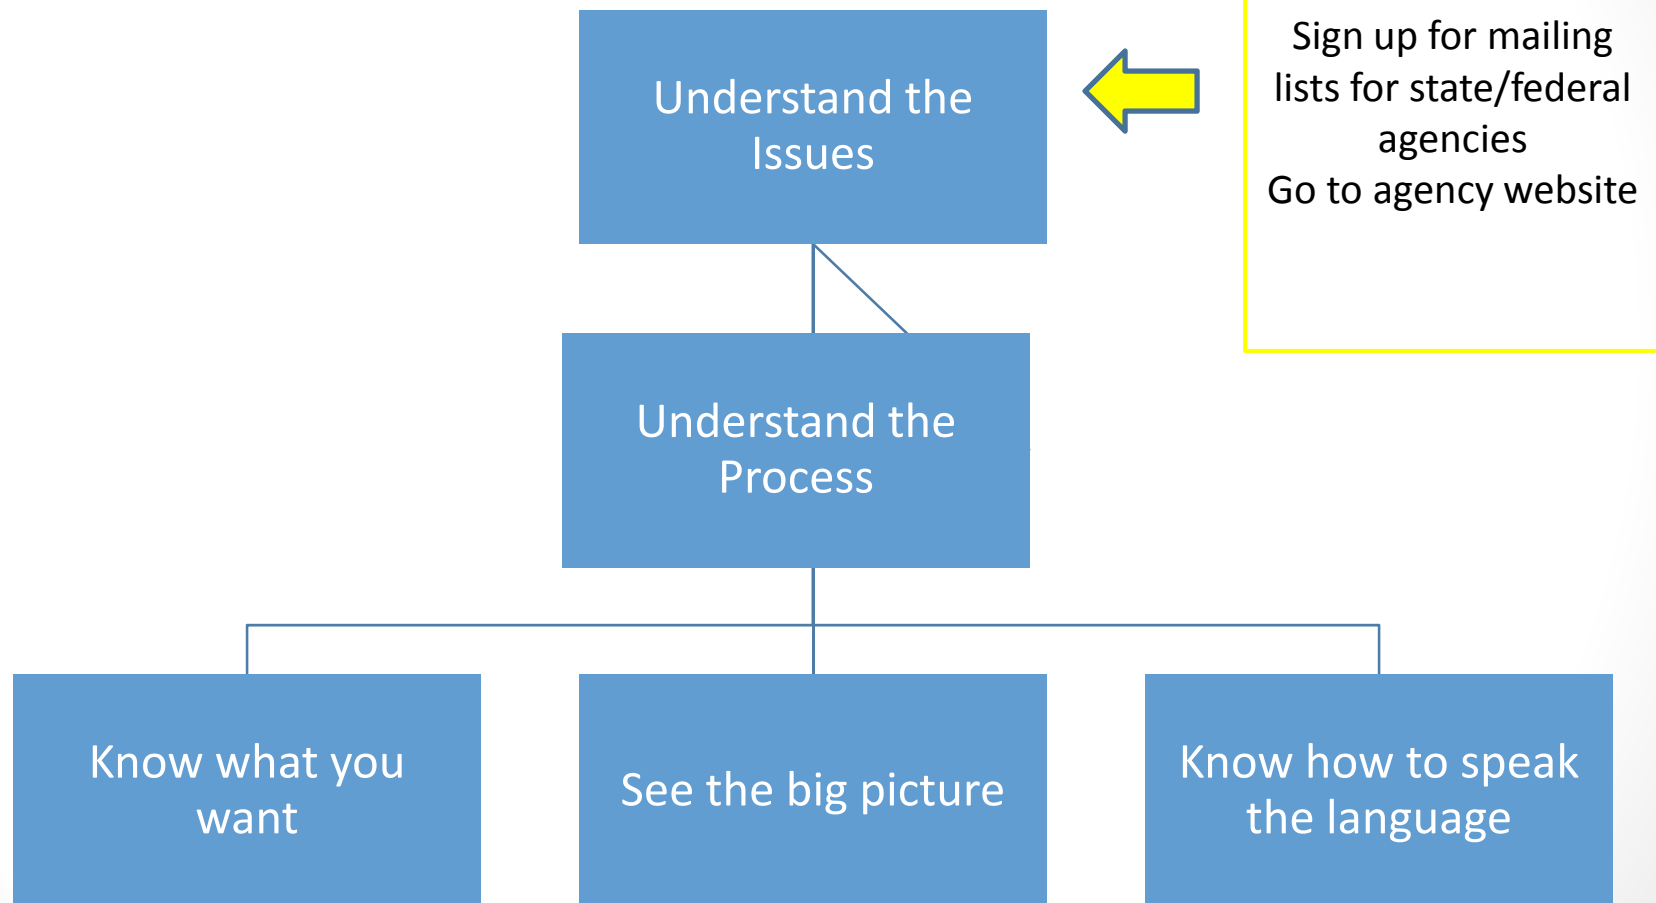 Understand the
Issues
Sign up for mailing
lists for state/federal
agencies
Go to agency website
Understand the
Process
Know what you
want
See the big picture
Know how to speak
the language